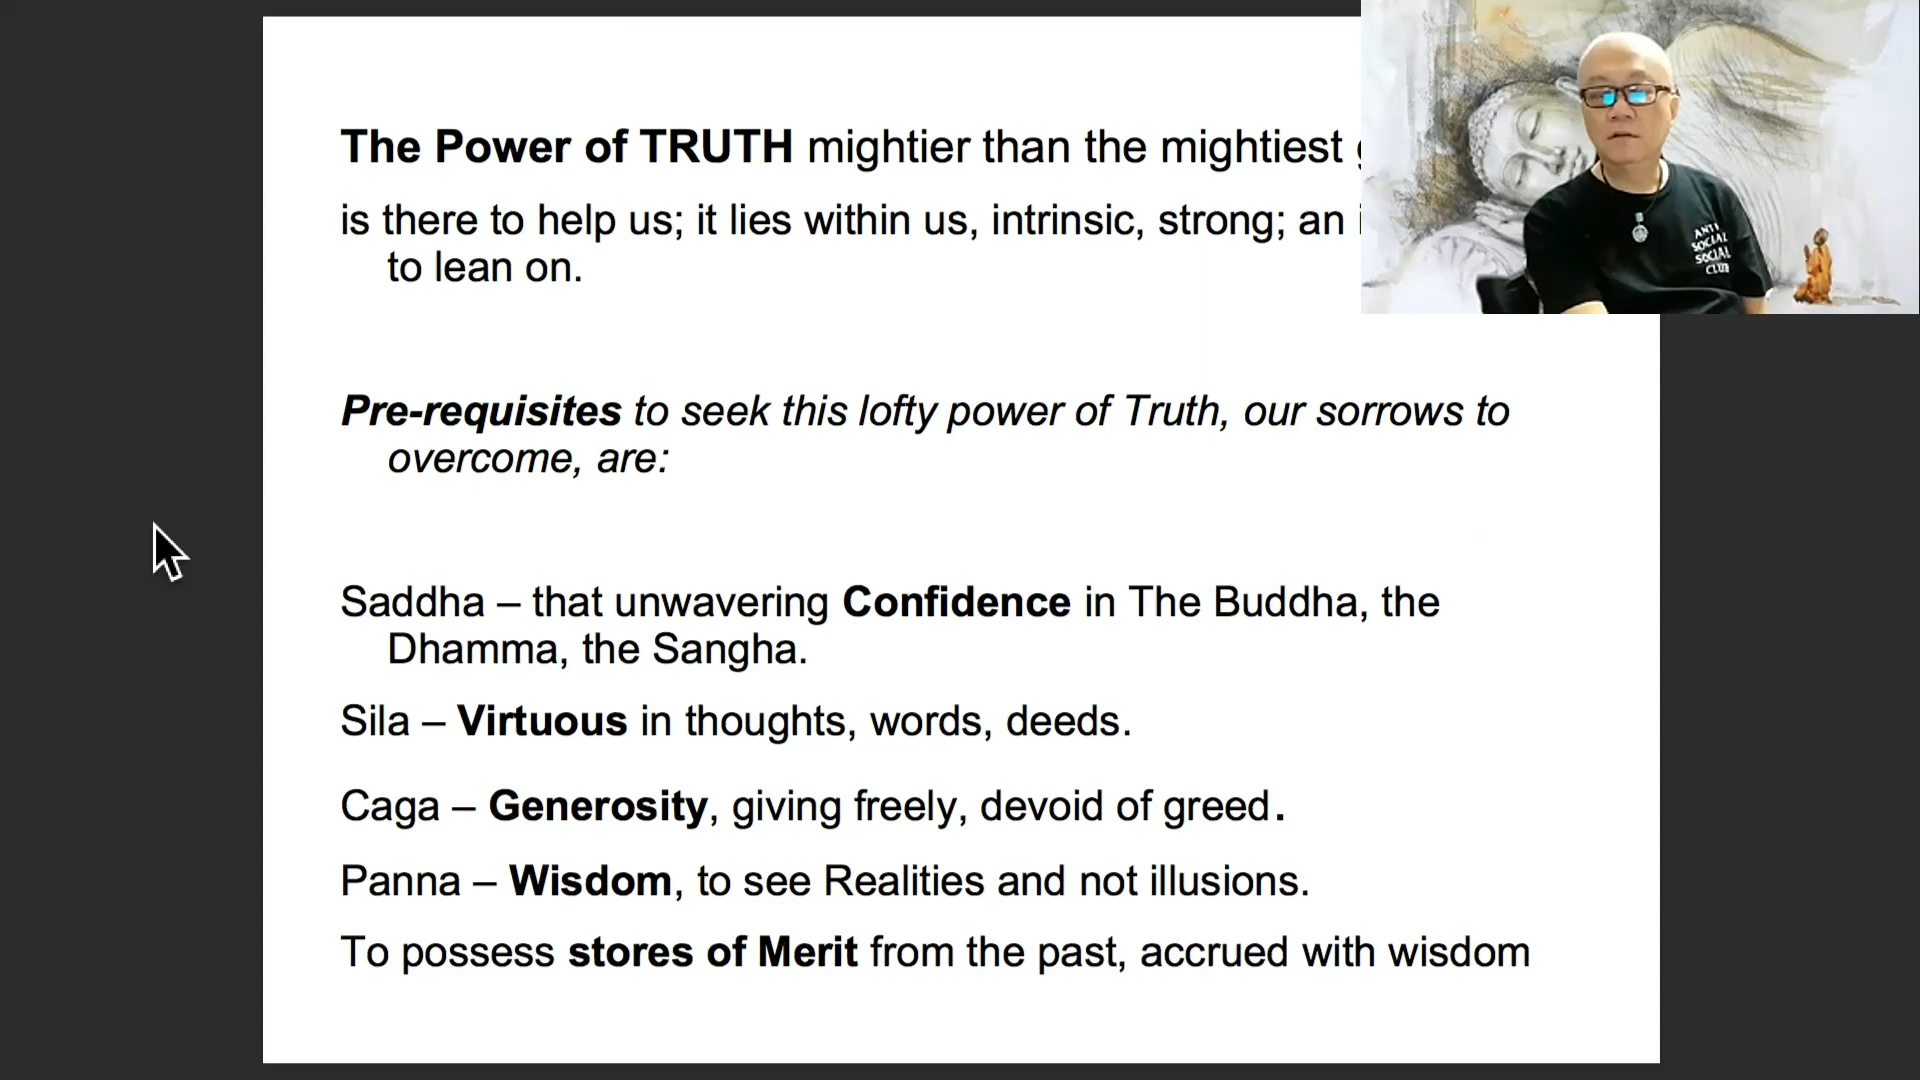 The Power of TRUTH mightier than the mightiest
is there to help us; it lies within us, intrinsic, strong; an
to lean on.
Pre-requisites to seek this lofty power of Truth, our sorrows to
overcome, are:
Saddha – that unwavering Confidence in The Buddha, the
Dhamma, the Sangha.
Sila – Virtuous in thoughts, words, deeds.
Caga – Generosity, giving freely, devoid of greed.
Panna – Wisdom, to see Realities and not illusions.
To possess stores of Merit from the past, accrued with wisdom
ANTI
SOCIAL
SOCIAL
CLUB